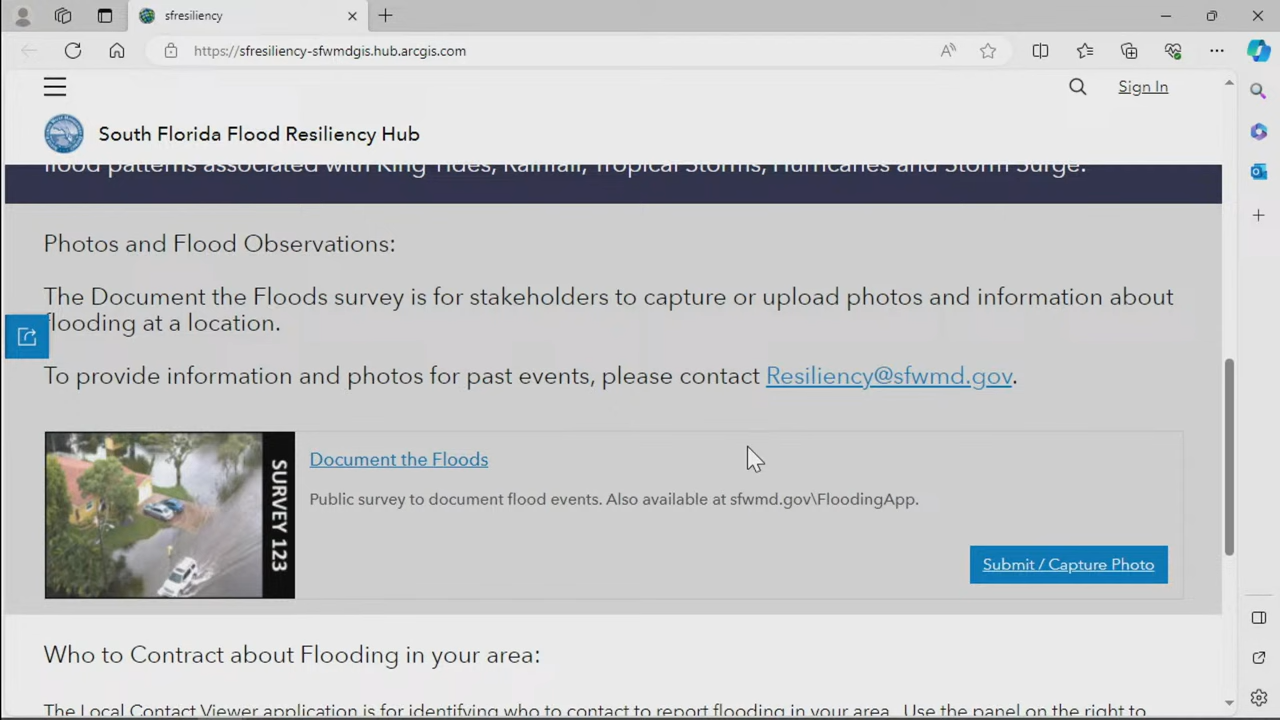 sfresiliency
https://sfresiliency-sfwmdgis.hub.arcgis.com
Sign In
South Florida Flood Resiliency Hub
flood patterns associated with King Tides, Rainfall, Tropical Storms, Hurricanes and Storm Surge.
Photos and Flood Observations:
The Document the Floods survey is for stakeholders to capture or upload photos and information about
flooding at a location.
To provide information and photos for past events, please contact Resiliency@sfwmd.gov.
SURVEY 123
Document the Floods
Public survey to document flood events. Also available at sfwmd.gov\FloodingApp.
Submit / Capture Photo
Who to Contract about Flooding in your area:
The Local Contact Viewer application is for identifying who to contact to report flooding in your area. Use the panel on the right to